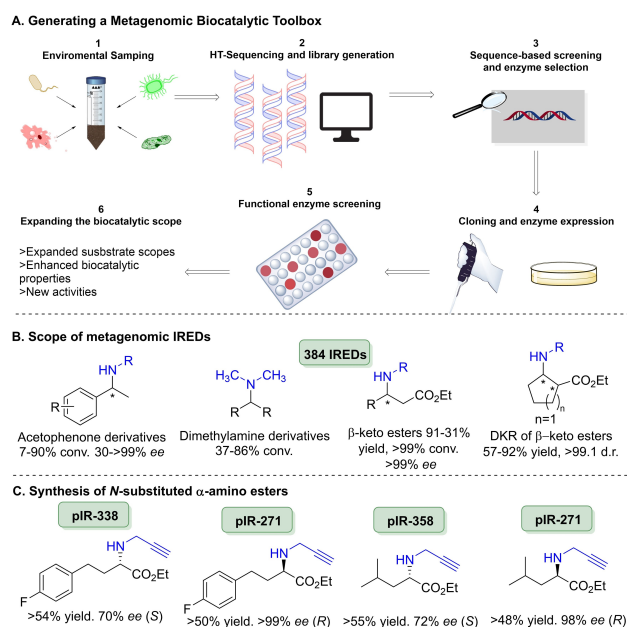 A. Generating a Metagenomic Biocatalytic Toolbox
1
Enviromental Samping
2
HT-Sequencing and library generation
3
Sequence-based screening
and enzyme selection
6
Expanding the biocatalytic scope
>Expanded susbstrate scopes
>Enhanced biocatalytic
properties
>New activities
5
Functional enzyme screening
4
Cloning and enzyme expression
B. Scope of metagenomic IREDs
384 IREDs
HN R
R
*
Acetophenone derivatives
7-90% conv. 30->99% ee
H₃C CH₃
N
R R
Dimethylamine derivatives
37-86% conv.
HN R
R * CO₂Et
β-keto esters 91-31%
yield, >99% conv.
>99% ee
HN R
* * CO₂Et
( )n
n=1
DKR of β–keto esters
57-92% yield, >99.1 d.r.
C. Synthesis of N-substituted α-amino esters
pIR-338
HN
CO₂Et
F
>54% yield. 70% ee (S)
pIR-271
HN
CO₂Et
F
>50% yield. >99% ee (R)
pIR-358
HN
CO₂Et
>55% yield. 72% ee (S)
pIR-271
HN
CO₂Et
>48% yield. 98% ee (R)